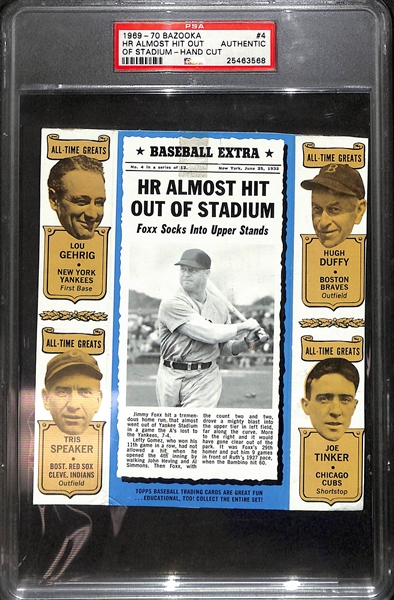 1969-70 BAZOOKA #4
HR ALMOST HIT OUT AUTHENTIC
OF STADIUM-HAND CUT
PSA
25463568
ALL-TIME GREATS
LOU
GEHRIG
NEW YORK
YANKEES
First Base
ALL-TIME GREATS
TRIS
SPEAKER
BOST. RED SOX
CLEVE. INDIANS
Outfield
★ BASEBALL EXTRA ★
No. 4 in a series of 12. New York, June 25, 1932
HR ALMOST HIT
OUT OF STADIUM
Foxx Socks Into Upper Stands
Jimmy Foxx hit a tremen-
dous home run, that almost
went out of Yankee Stadium
in a game the A's lost to
the Yankees, 7-4.
Lefty Gomez, who won his
11th game in a row, had not
allowed a hit, when he
opened the 4th inning by
walking John Heving and Al
Simmons. Then Foxx, with
the count two and two,
drove a mighty blast into
the upper tier in left field,
far along the curve. More
to the right and it would
have gone clear out of the
park. It was Foxx's 29th
homer and put him 9 games
in front of Ruth's 1927 pace,
when the Bambino hit 60.
TOPPS BASEBALL TRADING CARDS ARE GREAT FUN
. . . EDUCATIONAL, TOO! COLLECT THE ENTIRE SET!
ALL-TIME GREATS
HUGH
DUFFY
BOSTON
BRAVES
Outfield
ALL-TIME GREATS
JOE
TINKER
CHICAGO
CUBS
Shortstop